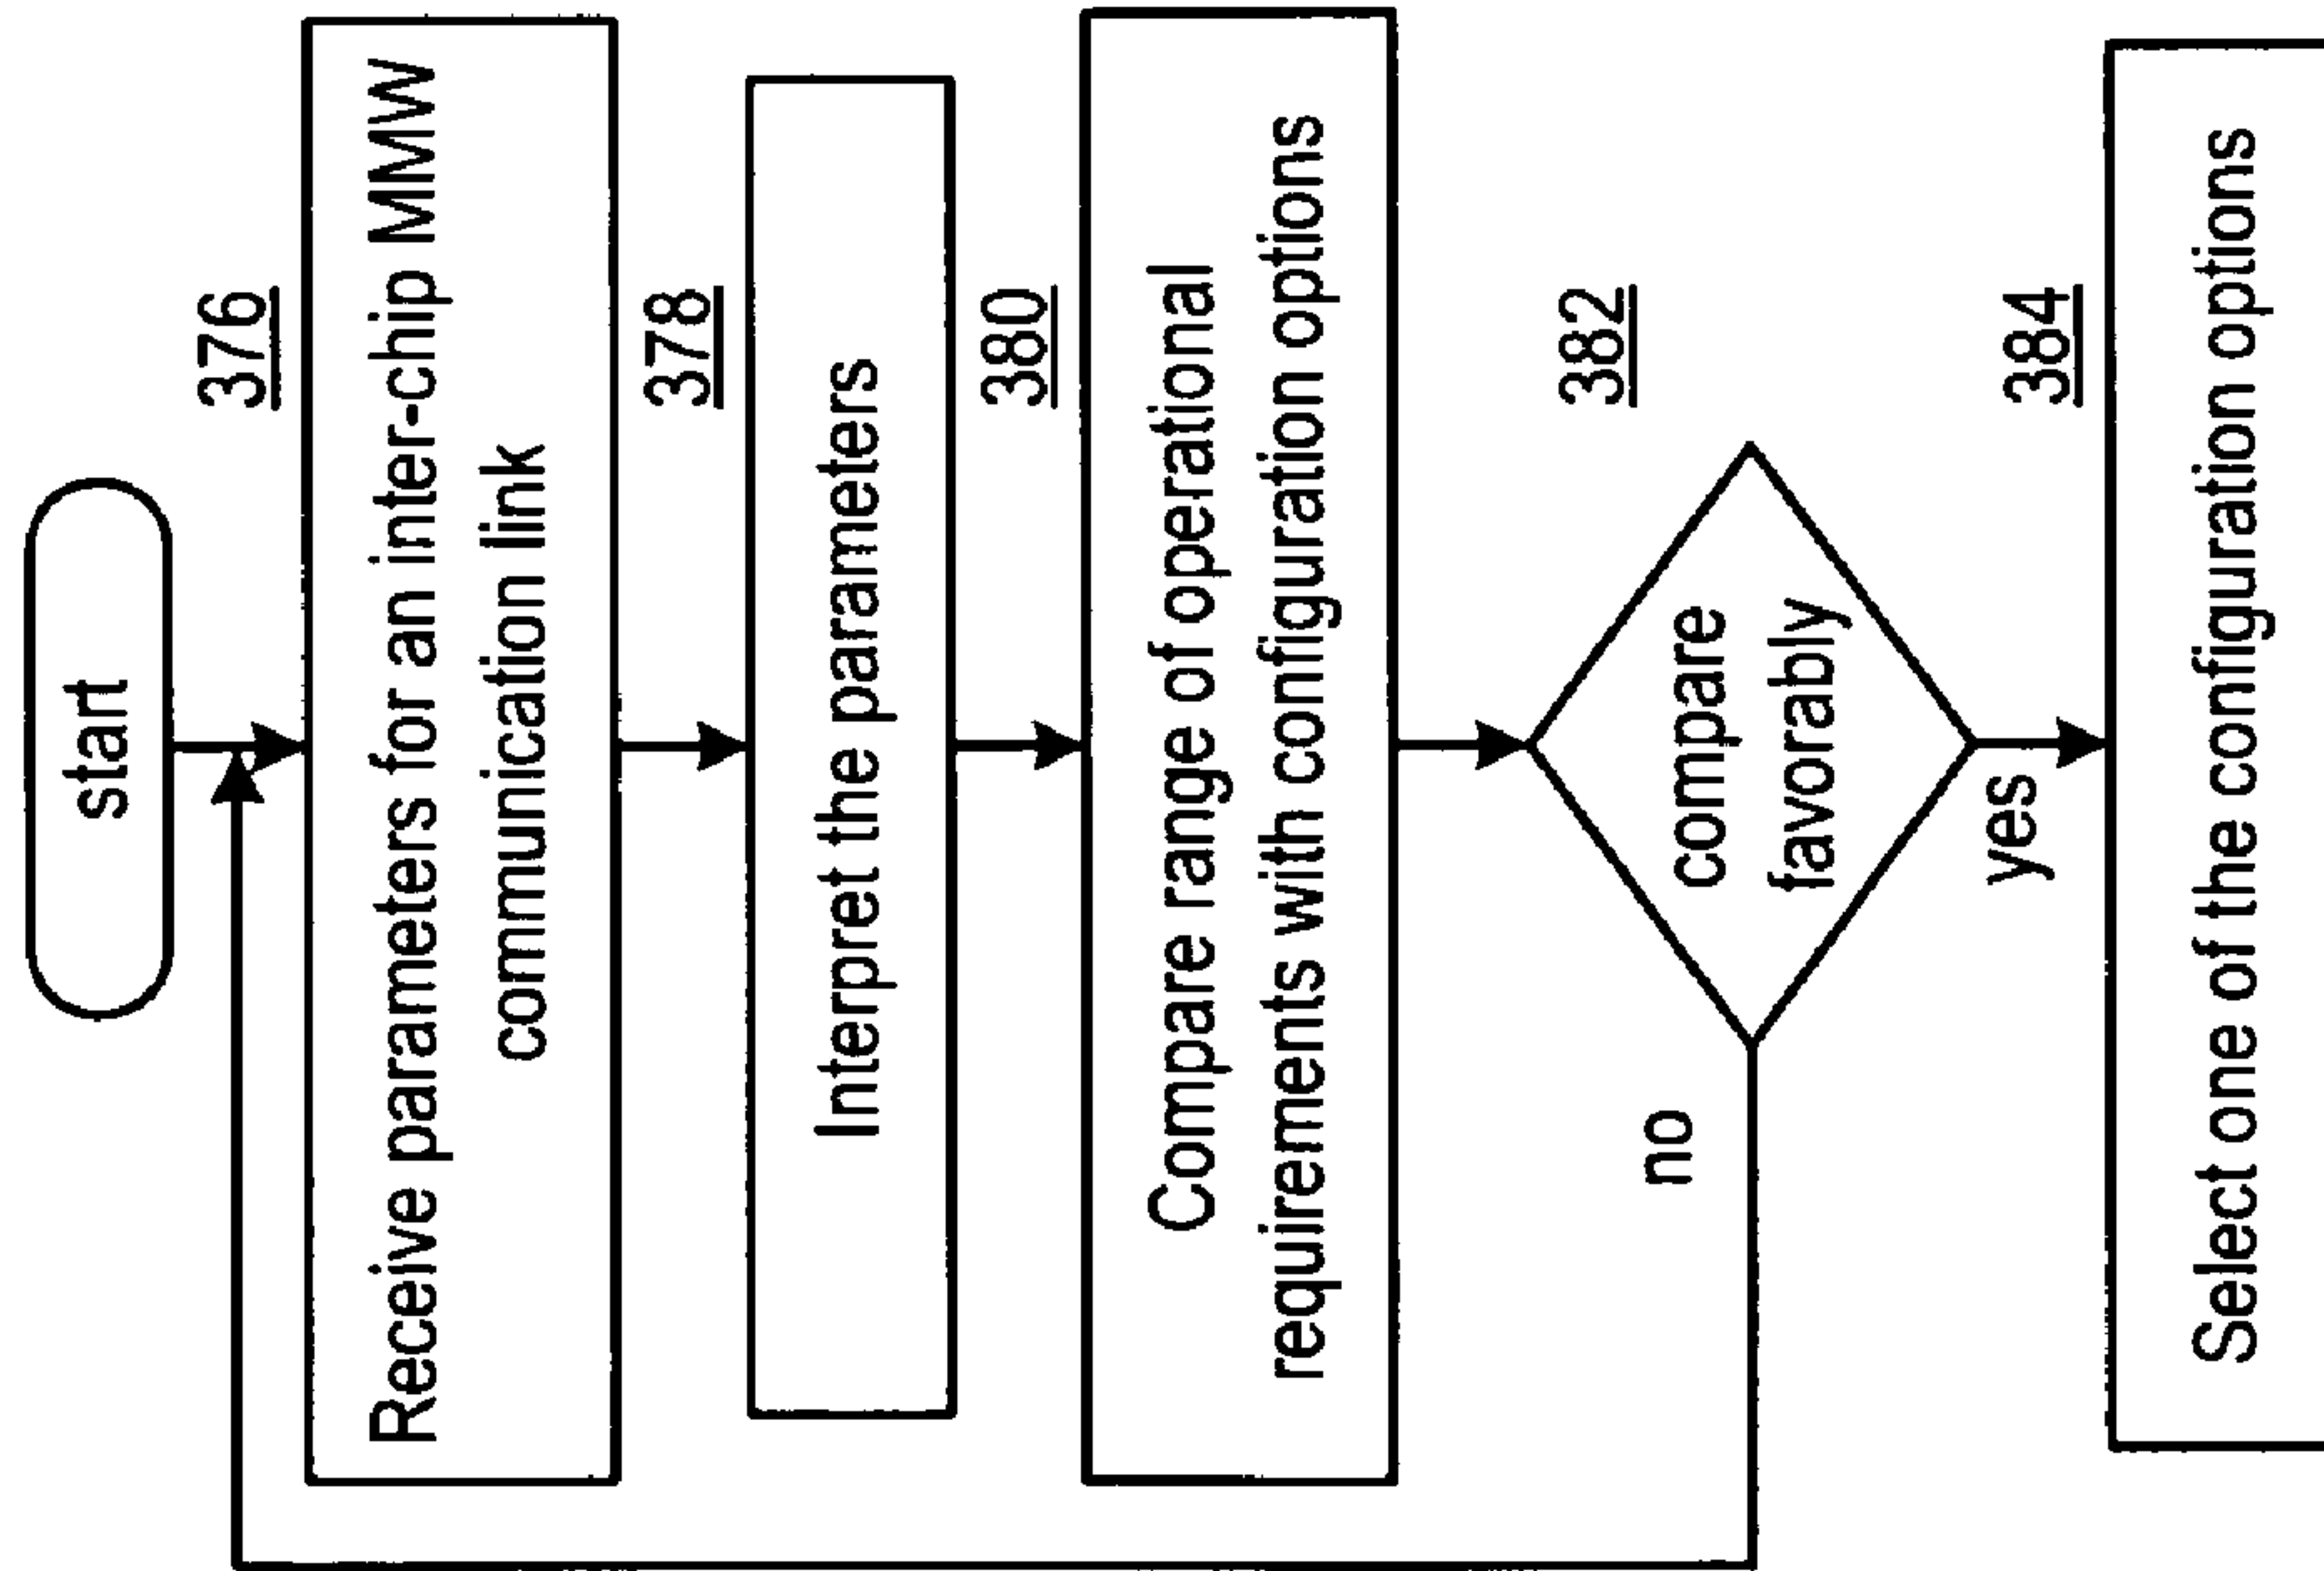 start
376
Receive parameters for an inter-chip MMW
communication link
378
Interpret the parameters
380
Compare range of operational
requirements with configuration options
382
compare
favorably
no
yes
384
Select one of the configuration options